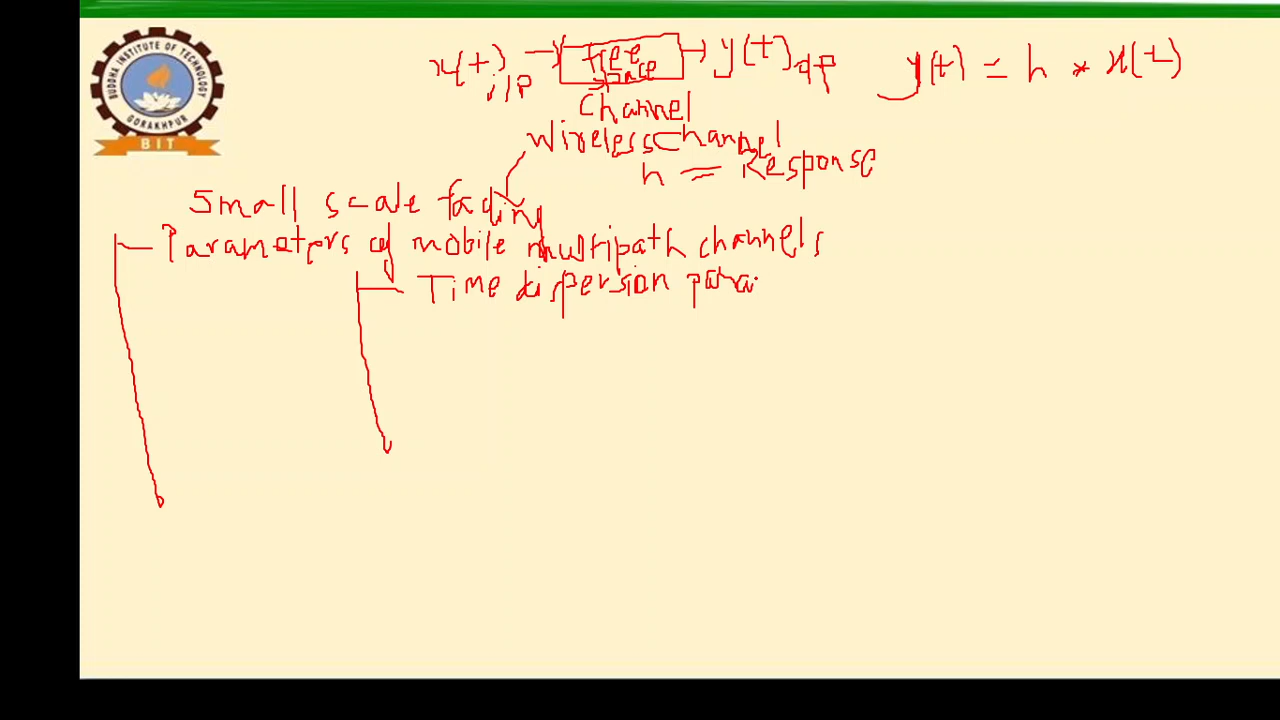 BUDDHA INSTITUTE OF TECHNOLOGY
GORAKHPUR
BIT
x(t) i/p → free space → y(t) o/p
y(t) = h * x(t)
Channel
Wireless Channel
h = Response
Small scale fading
Parameters of mobile multipath channels
Time dispersion para